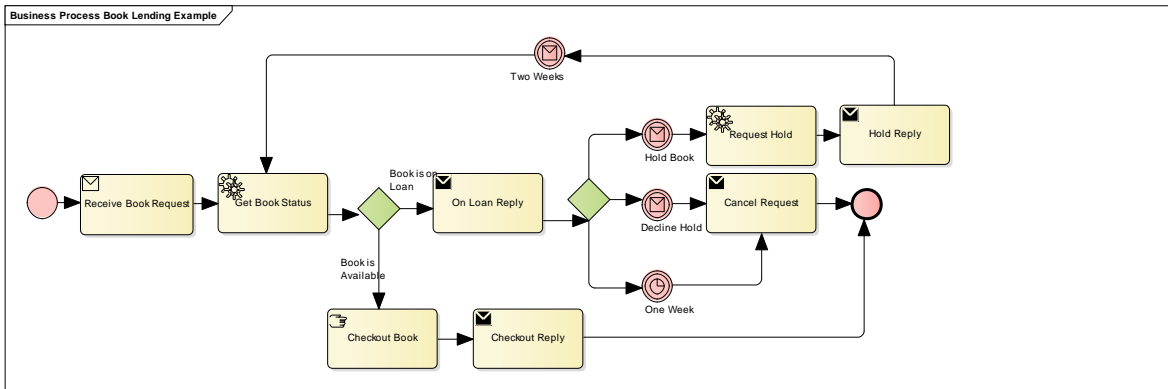 Business Process Book Lending Example
Two Weeks
Receive Book Request
Get Book Status
Book is on
Loan
On Loan Reply
Hold Book
Request Hold
Hold Reply
Decline Hold
Cancel Request
One Week
Book is
Available
Checkout Book
Checkout Reply